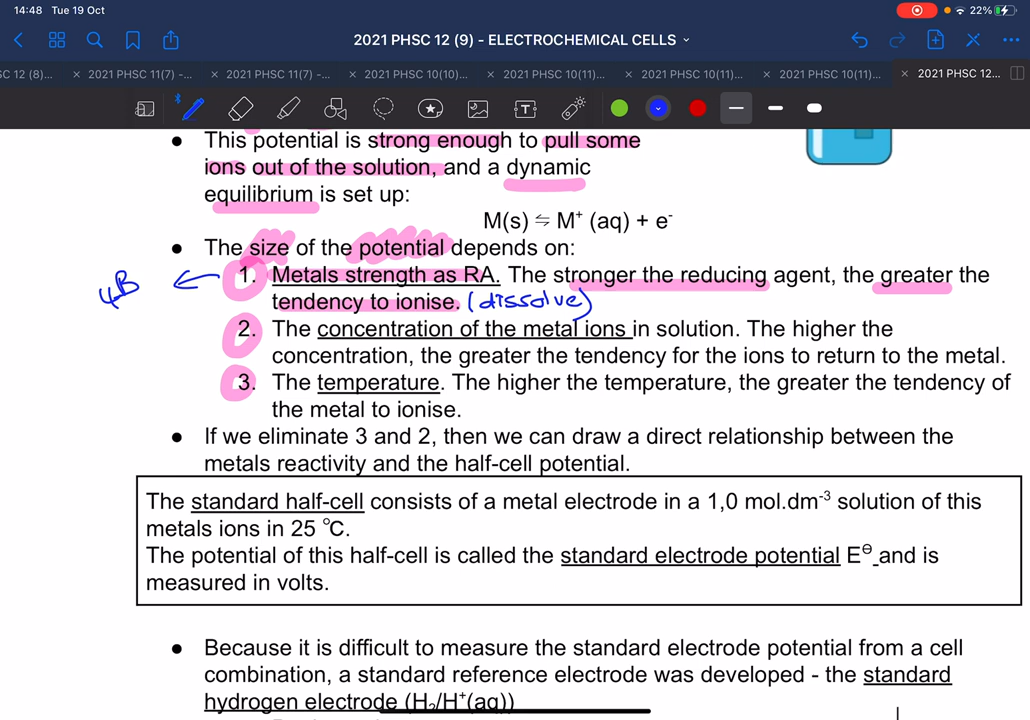 14:48 Tue 19 Oct
22%
2021 PHSC 12 (9) - ELECTROCHEMICAL CELLS
SC 12 (8)... 2021 PHSC 11(7) -... 2021 PHSC 11(7) -... 2021 PHSC 10(10)... 2021 PHSC 10(11)... 2021 PHSC 10(11)... 2021 PHSC 10(11)... 2021 PHSC 12...
• This potential is strong enough to pull some
ions out of the solution, and a dynamic
equilibrium is set up:
M(s) ⇋ M⁺ (aq) + e⁻
• The size of the potential depends on:
4B ← 1. Metals strength as RA. The stronger the reducing agent, the greater the
tendency to ionise. (dissolve)
2. The concentration of the metal ions in solution. The higher the
concentration, the greater the tendency for the ions to return to the metal.
3. The temperature. The higher the temperature, the greater the tendency of
the metal to ionise.
• If we eliminate 3 and 2, then we can draw a direct relationship between the
metals reactivity and the half-cell potential.
The standard half-cell consists of a metal electrode in a 1,0 mol.dm⁻³ solution of this
metals ions in 25 °C.
The potential of this half-cell is called the standard electrode potential E⊖ and is
measured in volts.
• Because it is difficult to measure the standard electrode potential from a cell
combination, a standard reference electrode was developed - the standard
hydrogen electrode (H₂/H⁺(aq))